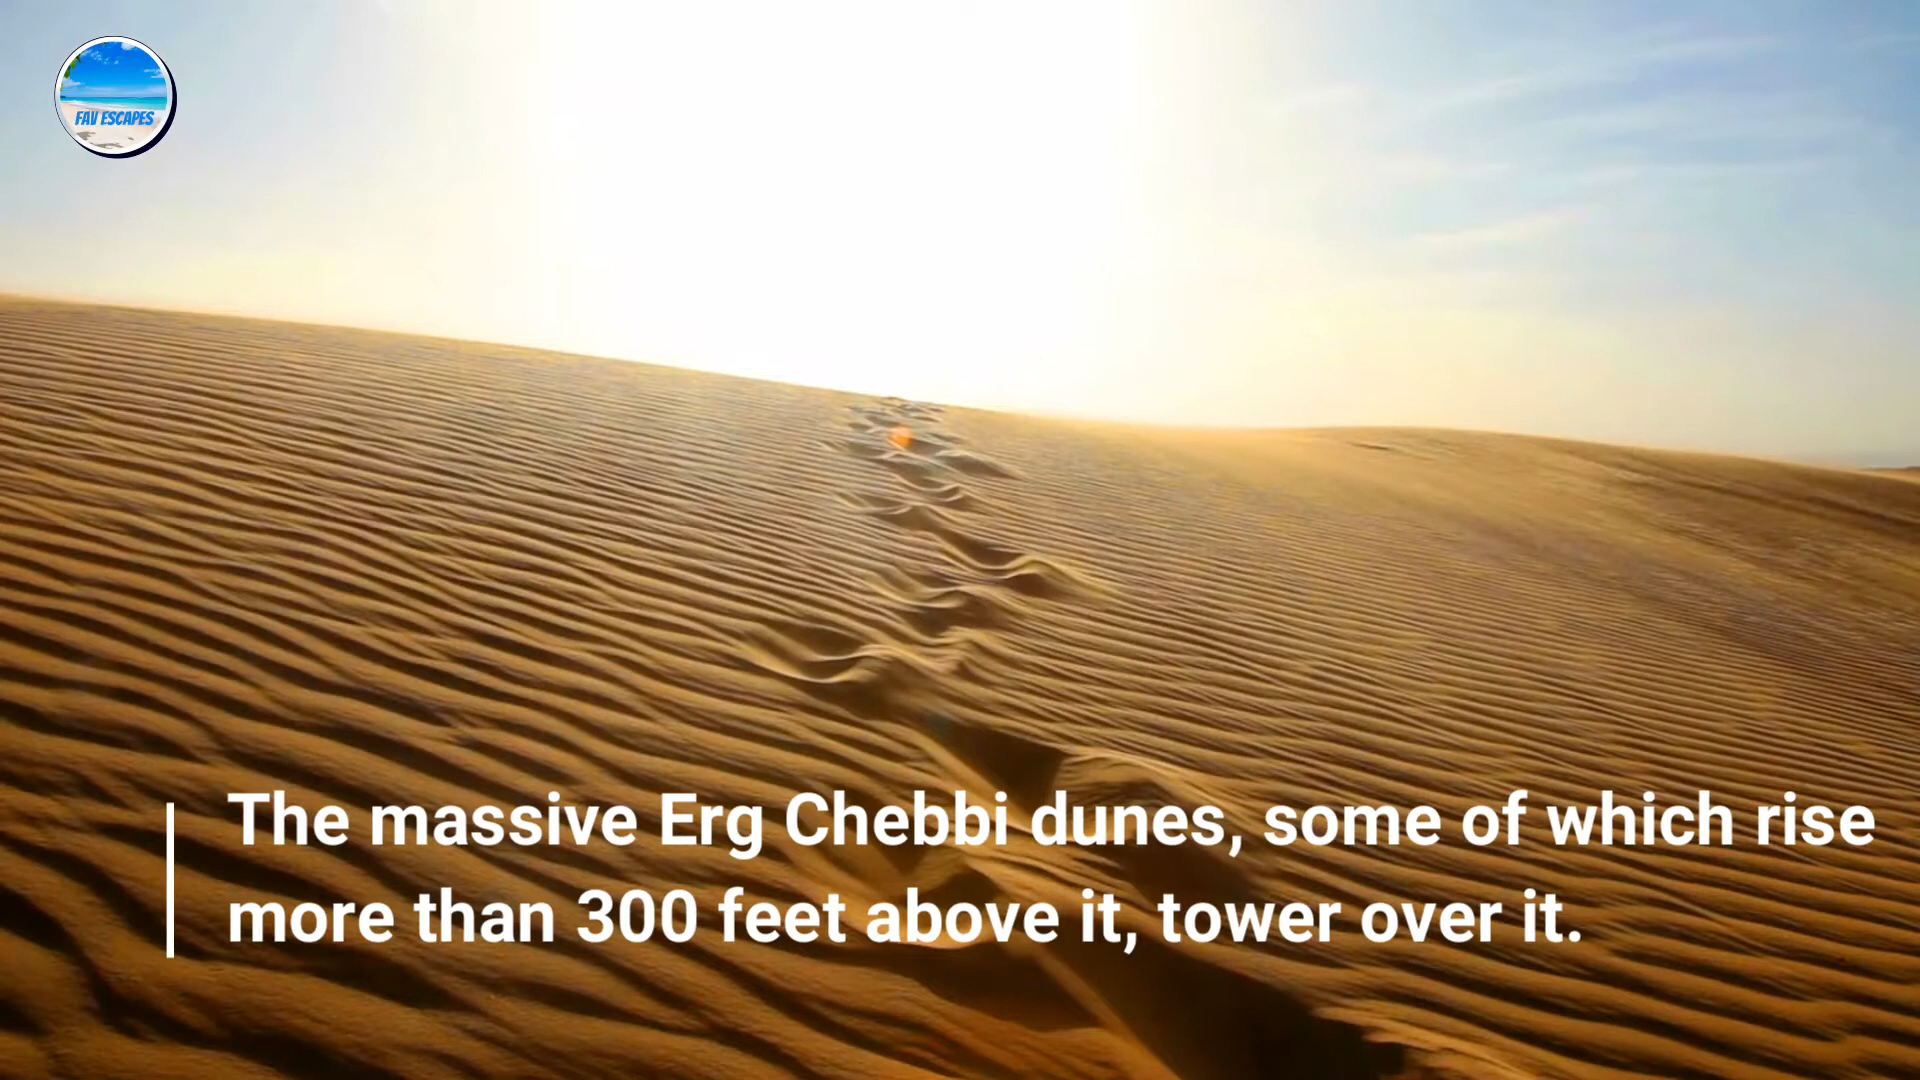 FAV ESCAPES
The massive Erg Chebbi dunes, some of which rise
more than 300 feet above it, tower over it.